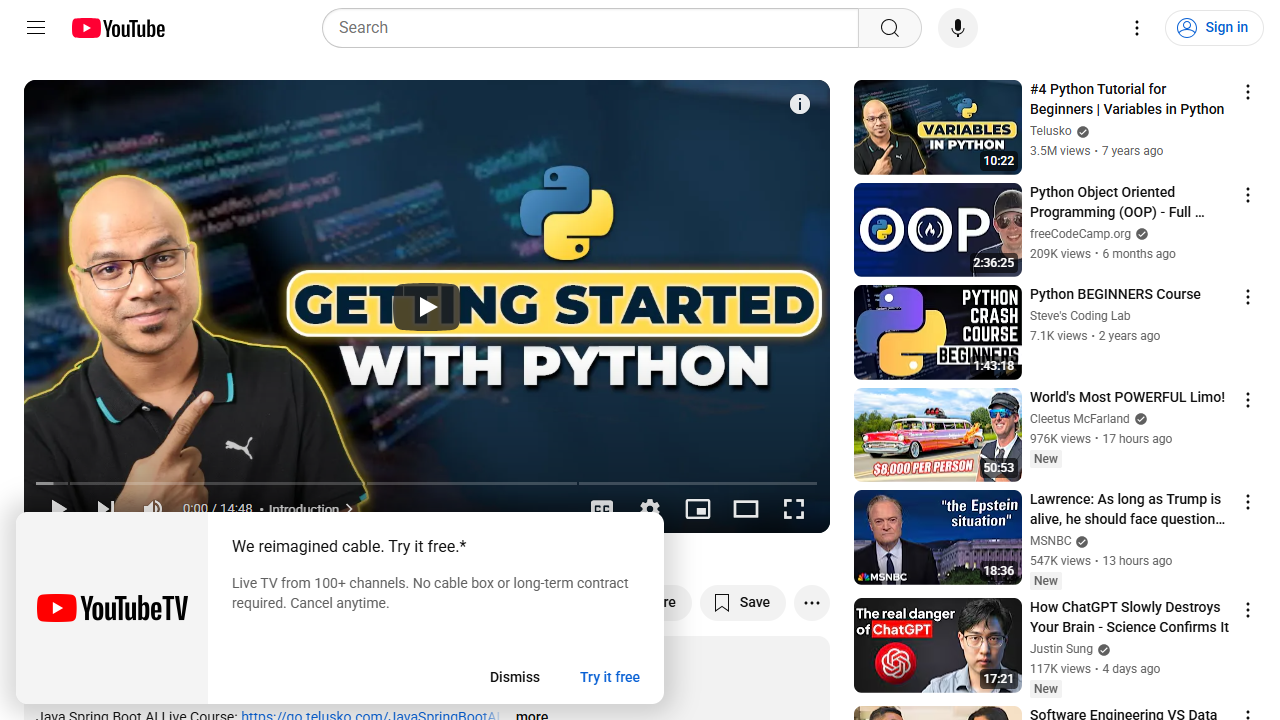 YouTube
Search
Sign in
GETTING STARTED
WITH PYTHON
0:00 / 14:48 • Introduction
We reimagined cable. Try it free.*
Live TV from 100+ channels. No cable box or long-term contract
required. Cancel anytime.
YouTubeTV
Dismiss
Try it free
Save
Java Spring Boot AI Live Course: https://go.telusko.com/JavaSpringBootAI
...more
VARIABLES
IN PYTHON
10:22
#4 Python Tutorial for
Beginners | Variables in Python
Telusko
3.5M views • 7 years ago
OOP
2:36:25
Python Object Oriented
Programming (OOP) - Full ...
freeCodeCamp.org
209K views • 6 months ago
PYTHON
CRASH
COURSE
BEGINNERS
1:43:18
Python BEGINNERS Course
Steve's Coding Lab
7.1K views • 2 years ago
$8,000 PER PERSON
50:53
World's Most POWERFUL Limo!
Cleetus McFarland
976K views • 17 hours ago
New
"the Epstein
situation"
MSNBC
18:36
Lawrence: As long as Trump is
alive, he should face question...
MSNBC
547K views • 13 hours ago
New
The real danger
of ChatGPT
17:21
How ChatGPT Slowly Destroys
Your Brain - Science Confirms It
Justin Sung
117K views • 4 days ago
New
Software Engineering VS Data